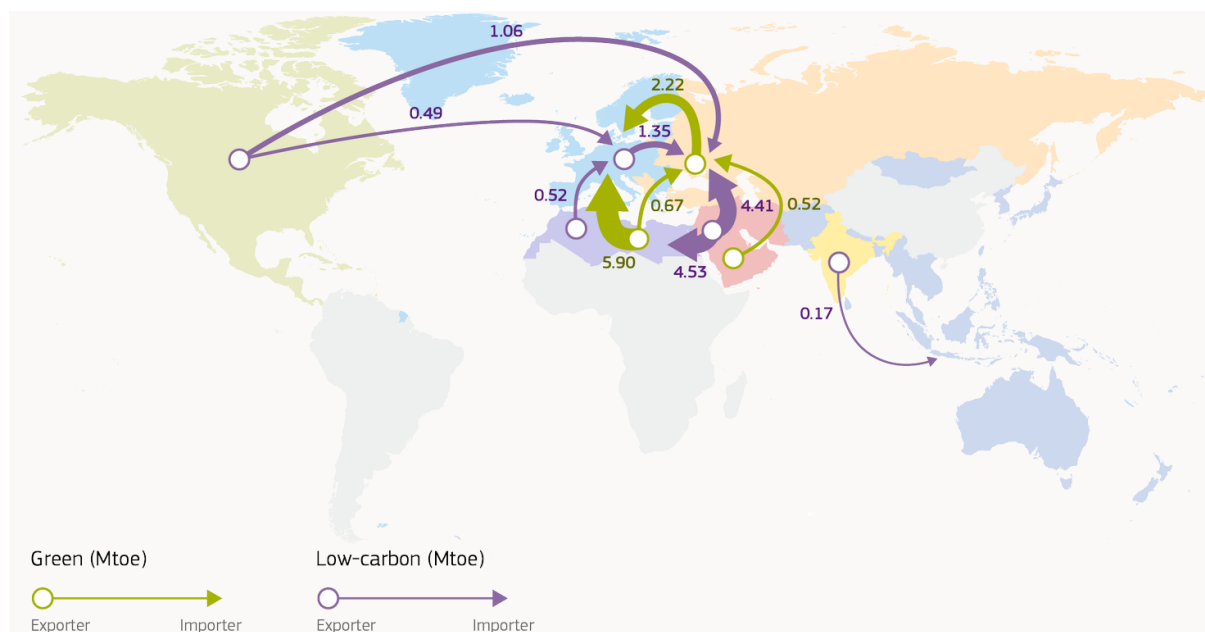 1.06
2.22
0.49
1.35
0.52
0.67
4.41
0.52
5.90
4.53
0.17
Green (Mtoe)
Low-carbon (Mtoe)
Exporter
Importer
Exporter
Importer